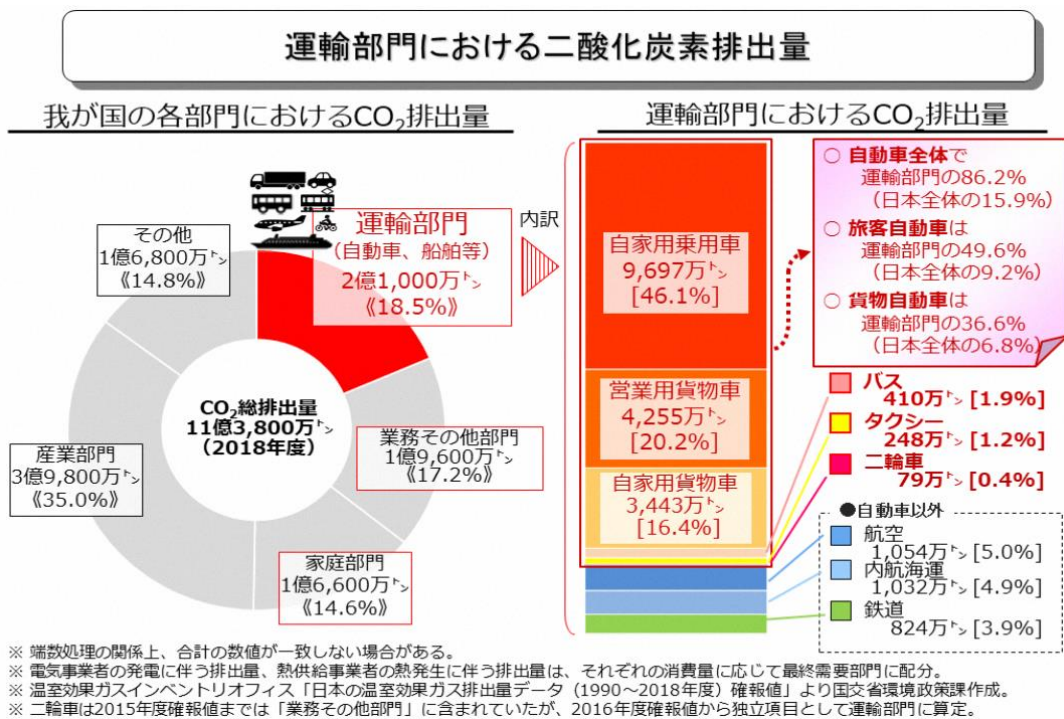 運輸部門における二酸化炭素排出量
我が国の各部門におけるCO₂排出量
運輸部門
（自動車、船舶等）
2億1,000万㌧
《18.5%》
その他
1億6,800万㌧
《14.8%》
CO₂総排出量
11億3,800万㌧
（2018年度）
産業部門
3億9,800万㌧
《35.0%》
業務その他部門
1億9,600万㌧
《17.2%》
家庭部門
1億6,600万㌧
《14.6%》
内訳
運輸部門におけるCO₂排出量
自家用乗用車
9,697万㌧
[46.1%]
営業用貨物車
4,255万㌧
[20.2%]
自家用貨物車
3,443万㌧
[16.4%]
○ 自動車全体で
運輸部門の86.2%
（日本全体の15.9%）
○ 旅客自動車は
運輸部門の49.6%
（日本全体の9.2%）
○ 貨物自動車は
運輸部門の36.6%
（日本全体の6.8%）
バス
410万㌧ [1.9%]
タクシー
248万㌧ [1.2%]
二輪車
79万㌧ [0.4%]
●自動車以外
航空
1,054万㌧ [5.0%]
内航海運
1,032万㌧ [4.9%]
鉄道
824万㌧ [3.9%]
※ 端数処理の関係上、合計の数値が一致しない場合がある。
※ 電気事業者の発電に伴う排出量、熱供給事業者の熱発生に伴う排出量は、それぞれの消費量に応じて最終需要部門に配分。
※ 温室効果ガスインベントリオフィス「日本の温室効果ガス排出量データ（1990～2018年度）確報値」より国交省環境政策課作成。
※ 二輪車は2015年度確報値までは「業務その他部門」に含まれていたが、2016年度確報値から独立項目として運輸部門に算定。